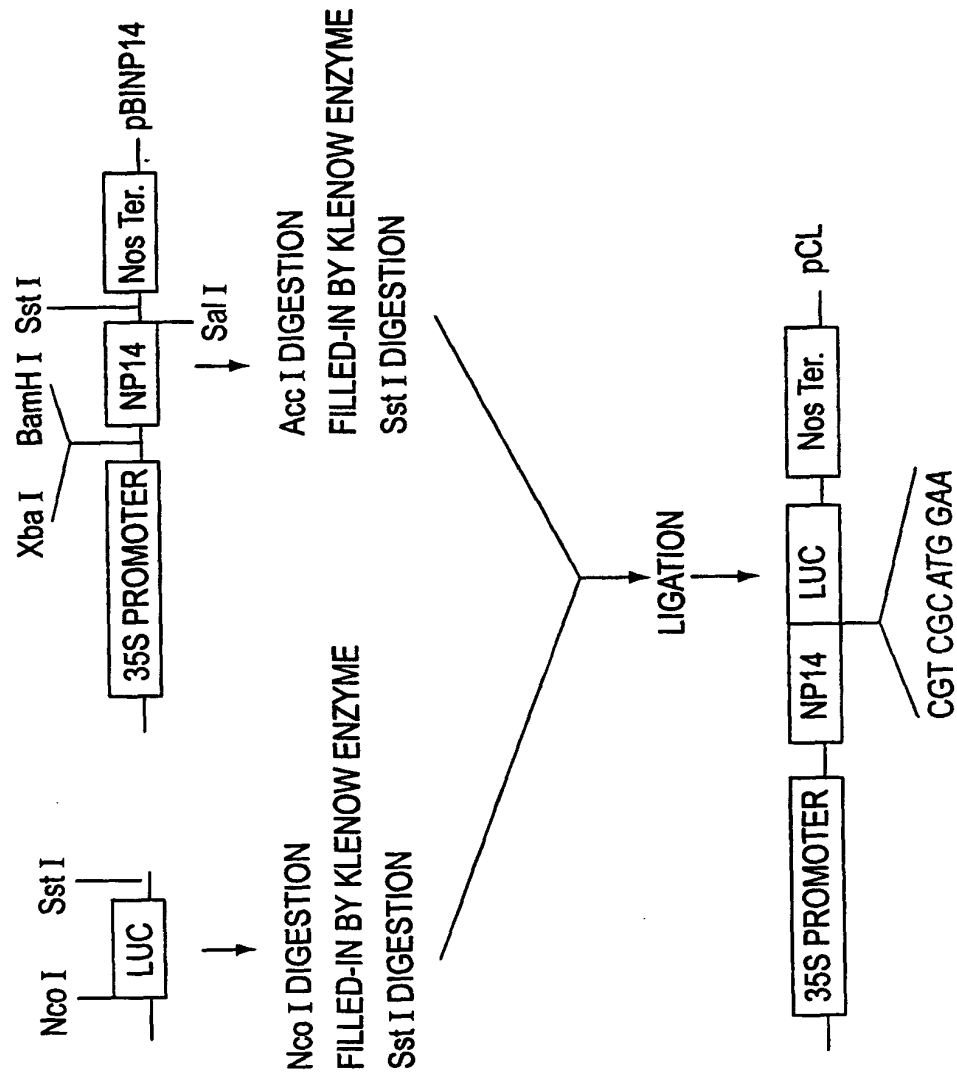 Nco I Sst I
LUC
Nco I DIGESTION
FILLED-IN BY KLENOW ENZYME
Sst I DIGESTION
Xba I BamH I Sst I
35S PROMOTER NP14 Nos Ter. pBINP14
Sal I
Acc I DIGESTION
FILLED-IN BY KLENOW ENZYME
Sst I DIGESTION
LIGATION
35S PROMOTER NP14 LUC Nos Ter. pCL
CGT CGC ATG GAA